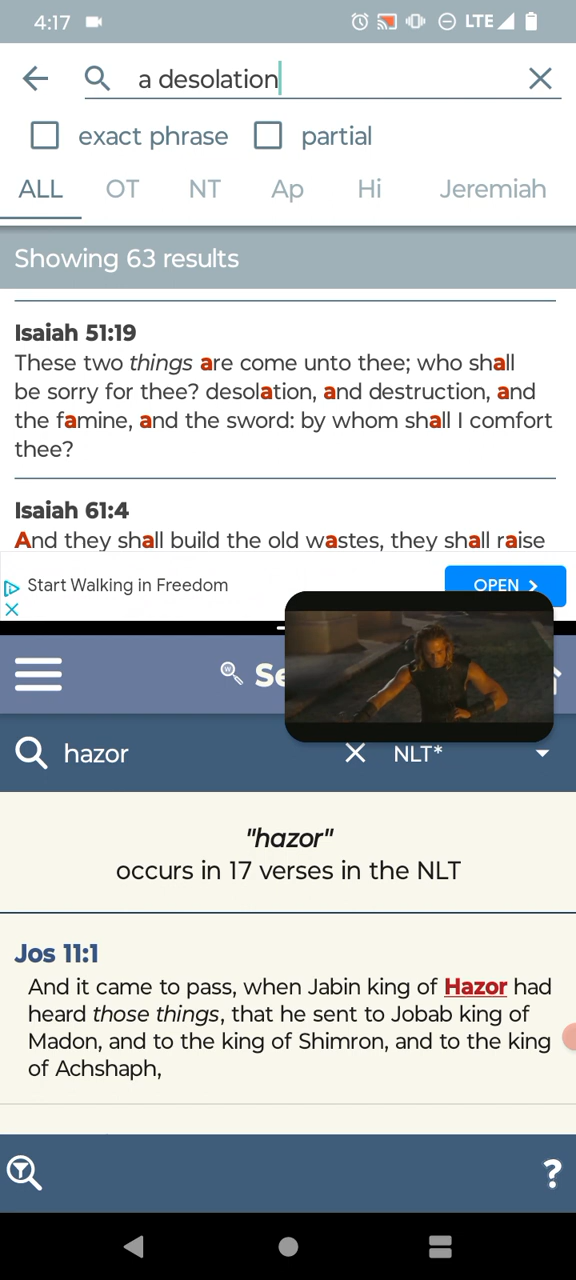 4:17 LTE
a desolation
exact phrase partial
ALL OT NT Ap Hi Jeremiah
Showing 63 results
Isaiah 51:19
These two things are come unto thee; who shall
be sorry for thee? desolation, and destruction, and
the famine, and the sword: by whom shall I comfort
thee?
Isaiah 61:4
And they shall build the old wastes, they shall raise
Start Walking in Freedom
OPEN
Se
hazor NLT*
"hazor"
occurs in 17 verses in the NLT
Jos 11:1
And it came to pass, when Jabin king of Hazor had
heard those things, that he sent to Jobab king of
Madon, and to the king of Shimron, and to the king
of Achshaph,
?